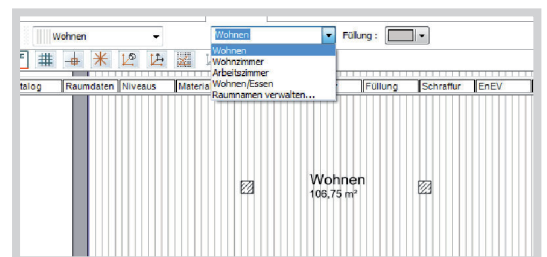 Wohnen Wohnen Füllung :
Wohnen
Wohnzimmer
Arbeitszimmer
Wohnen/Essen
Raumnamen verwalten...
talog Raumdaten Niveaus Materia Füllung Schraffur EnEV
Wohnen
106,75 m²